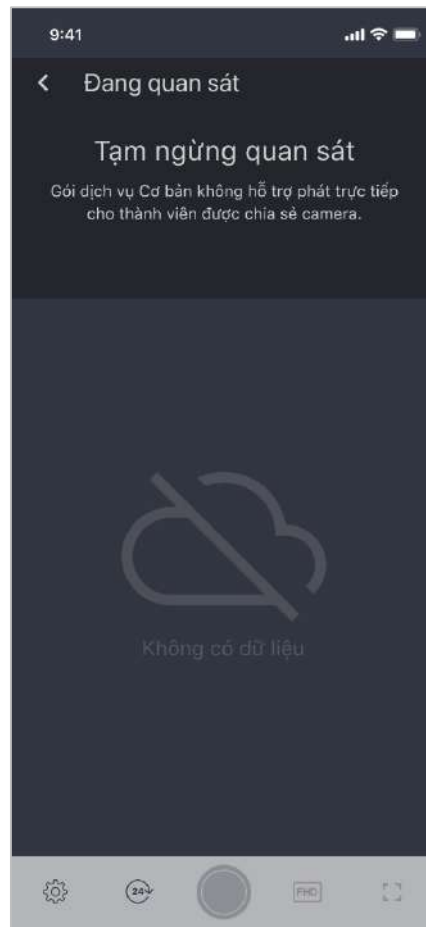 9:41
Đang quan sát
Tạm ngừng quan sát
Gói dịch vụ Cơ bản không hỗ trợ phát trực tiếp
cho thành viên được chia sẻ camera.
Không có dữ liệu
24
FHD